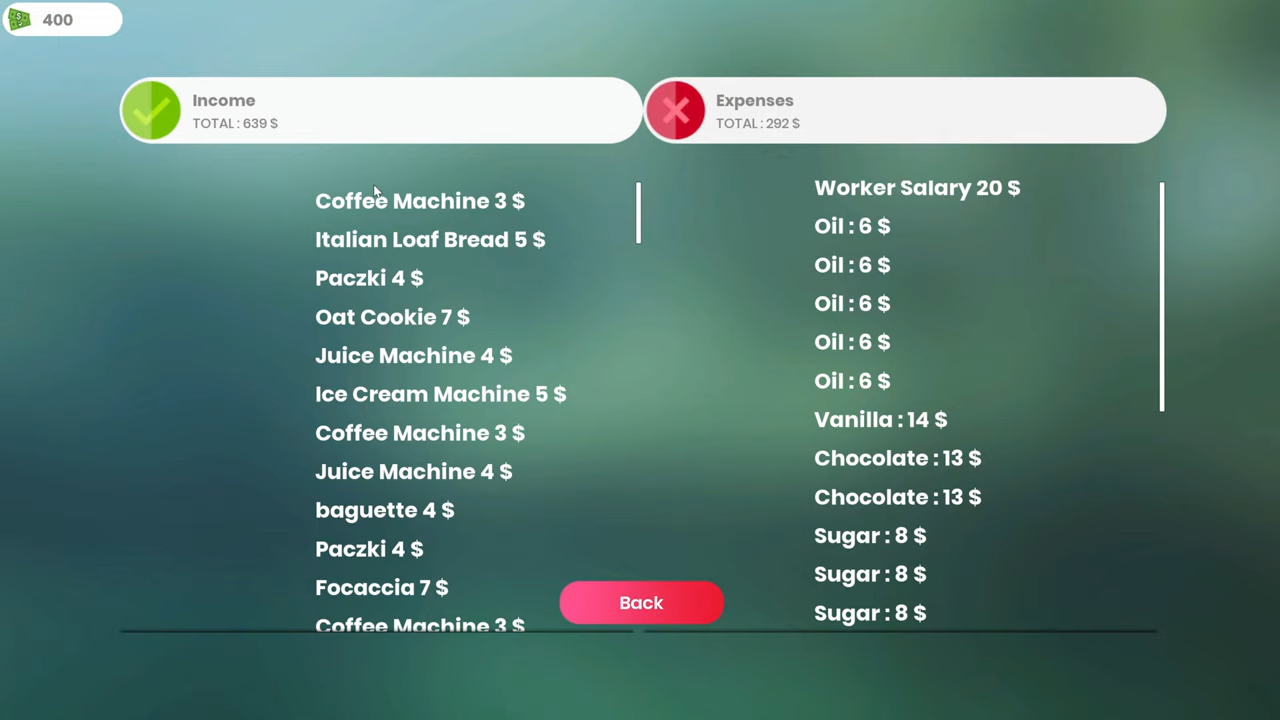 400
Income
TOTAL : 639 $
Expenses
TOTAL : 292 $
Coffee Machine 3 $
Italian Loaf Bread 5 $
Paczki 4 $
Oat Cookie 7 $
Juice Machine 4 $
Ice Cream Machine 5 $
Coffee Machine 3 $
Juice Machine 4 $
baguette 4 $
Paczki 4 $
Focaccia 7 $
Coffee Machine 3 $
Worker Salary 20 $
Oil : 6 $
Oil : 6 $
Oil : 6 $
Oil : 6 $
Oil : 6 $
Vanilla : 14 $
Chocolate : 13 $
Chocolate : 13 $
Sugar : 8 $
Sugar : 8 $
Sugar : 8 $
Back